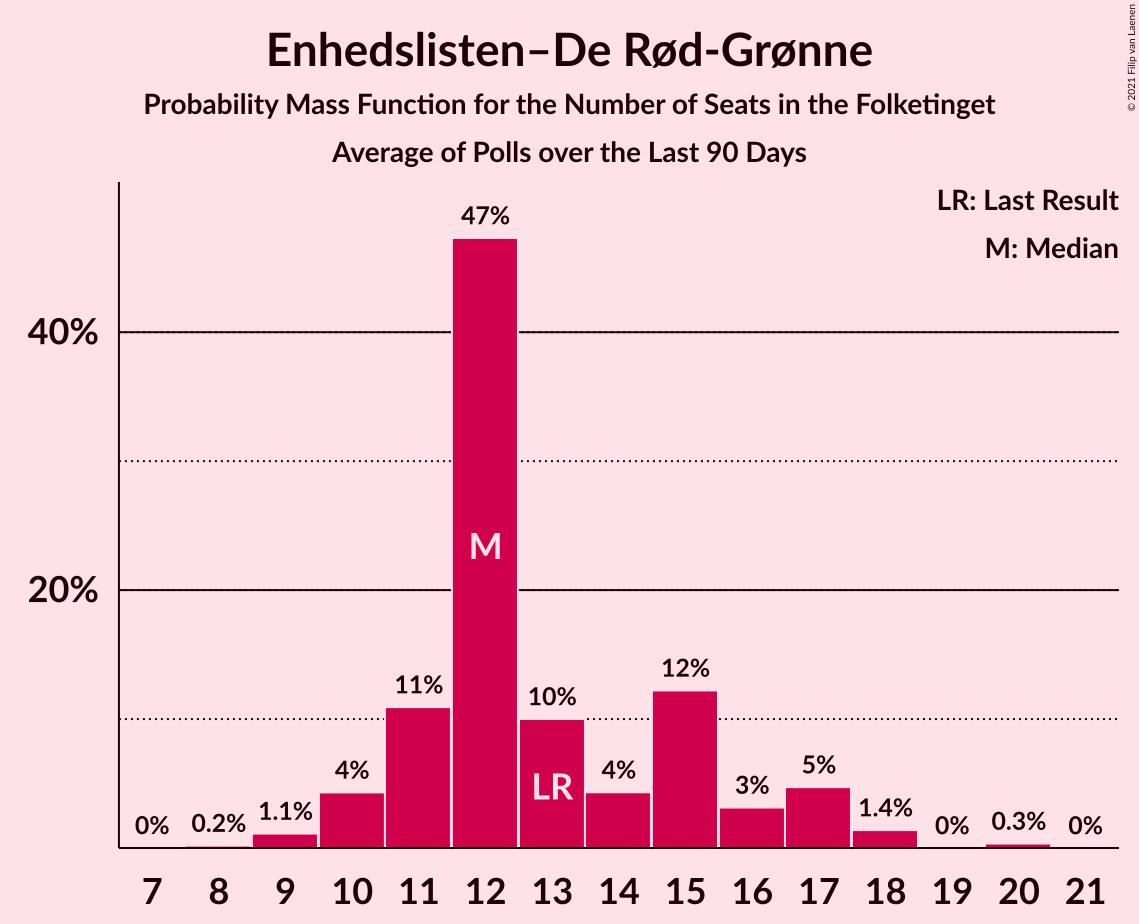 Enhedslisten–De Rød-Grønne
Probability Mass Function for the Number of Seats in the Folketinget
Average of Polls over the Last 90 Days
© 2021 Filip van Laenen
LR: Last Result
M: Median
40%
20%
0%
0.2%
1.1%
4%
11%
47%
10%
4%
12%
3%
5%
1.4%
0%
0.3%
0%
M
LR
7 8 9 10 11 12 13 14 15 16 17 18 19 20 21